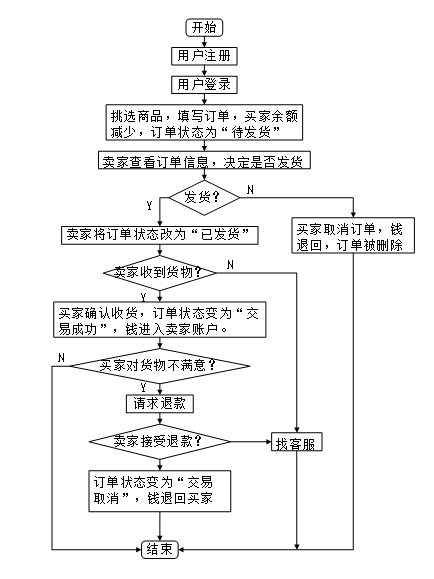 开始
用户注册
用户登录
挑选商品，填写订单，买家余额
减少，订单状态为“待发货”
卖家查看订单信息，决定是否发货
发货？
Y
N
卖家将订单状态改为“已发货”
买家取消订单，钱
退回，订单被删除
卖家收到货物？
N
Y
买家确认收货，订单状态变为“交
易成功”，钱进入卖家账户。
买家对货物不满意？
N
Y
请求退款
卖家接受退款？
找客服
订单状态变为“交易
取消”，钱退回买家
结束